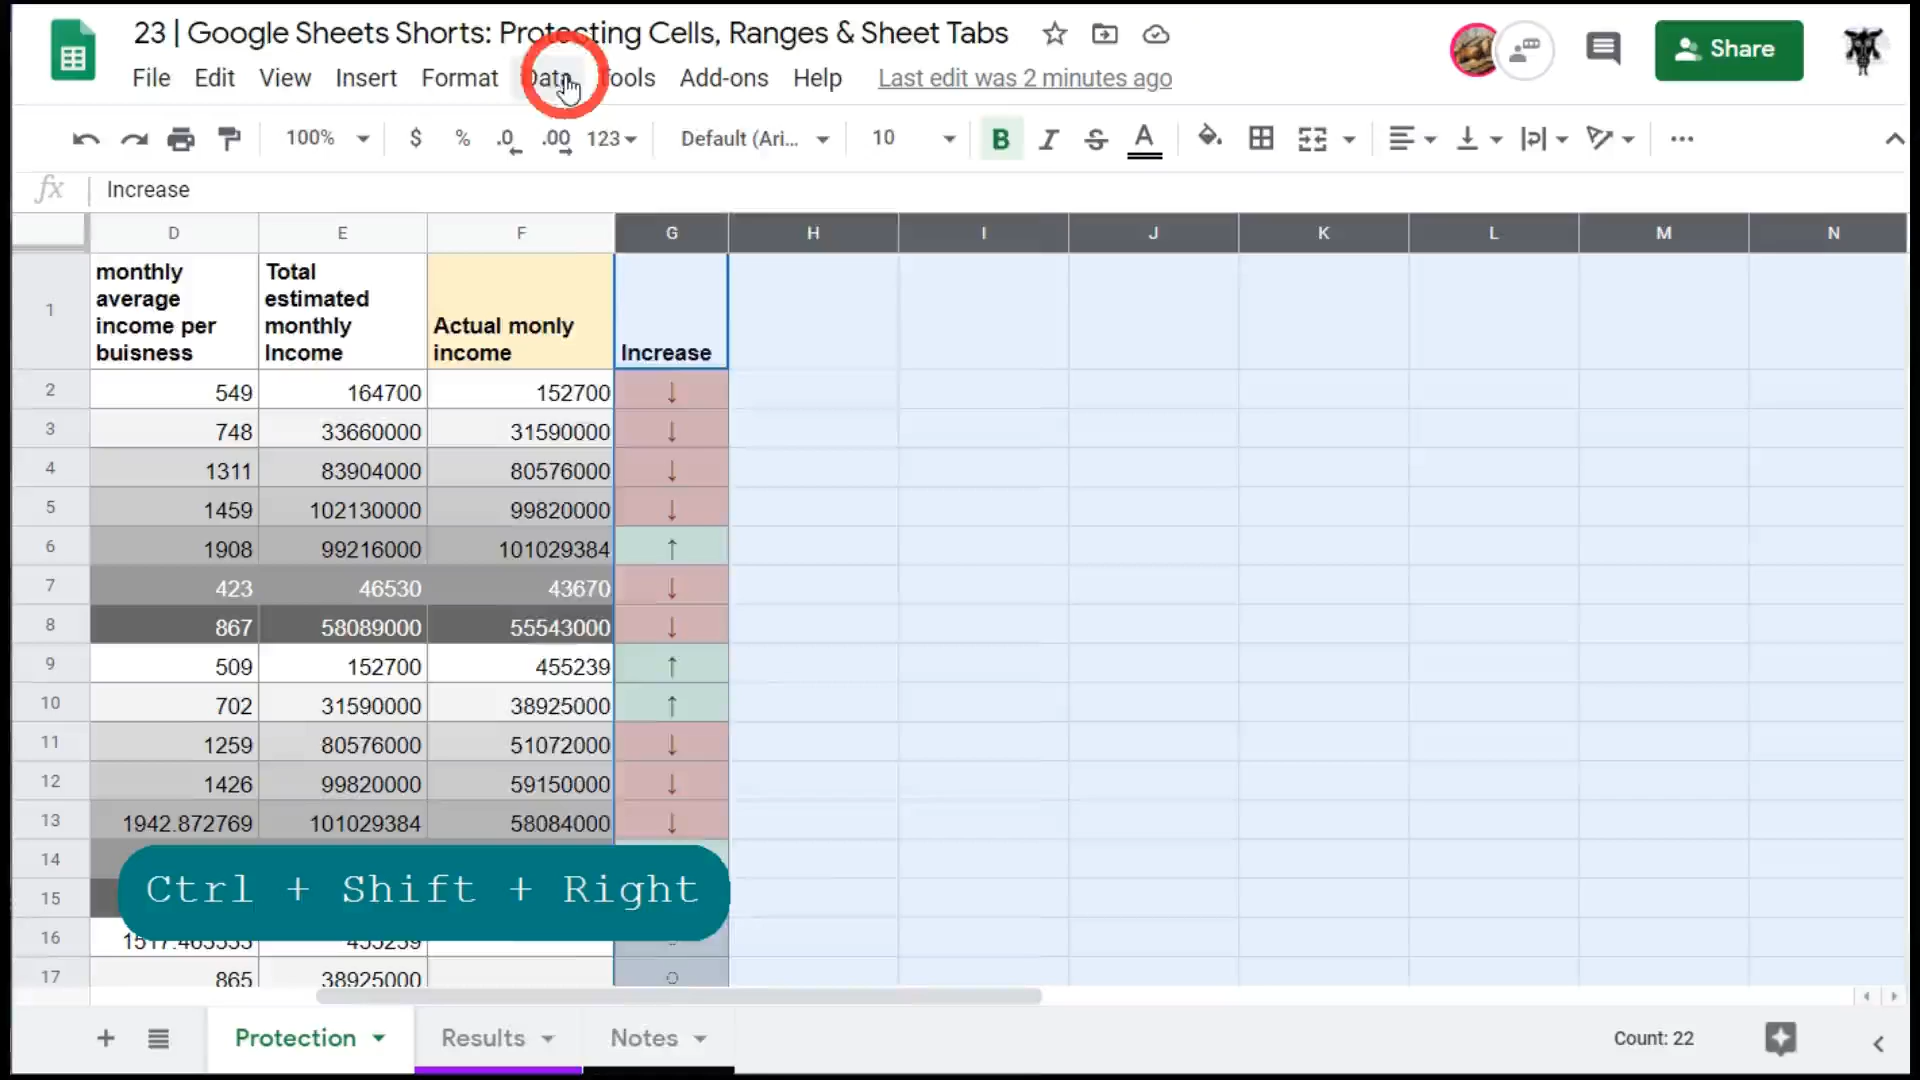 23 | Google Sheets Shorts: Protecting Cells, Ranges & Sheet Tabs
Share
File Edit View Insert Format Data Tools Add-ons Help Last edit was 2 minutes ago
100% $ % .0 .00 123 Default (Ari... 10 B I S A
fx Increase
D E F G H I J K L M N
1
monthly
average
income per
buisness
Total
estimated
monthly
Income
Actual monly
income
Increase
2 549 164700 152700 ↓
3 748 33660000 31590000 ↓
4 1311 83904000 80576000 ↓
5 1459 102130000 99820000 ↓
6 1908 99216000 101029384 ↑
7 423 46530 43670 ↓
8 867 58089000 55543000 ↓
9 509 152700 455239 ↑
10 702 31590000 38925000 ↑
11 1259 80576000 51072000 ↓
12 1426 99820000 59150000 ↓
13 1942.872769 101029384 58084000 ↓
14
15
Ctrl + Shift + Right
16 1517.463333 455239
17 865 38925000 ○
Protection Results Notes Count: 22